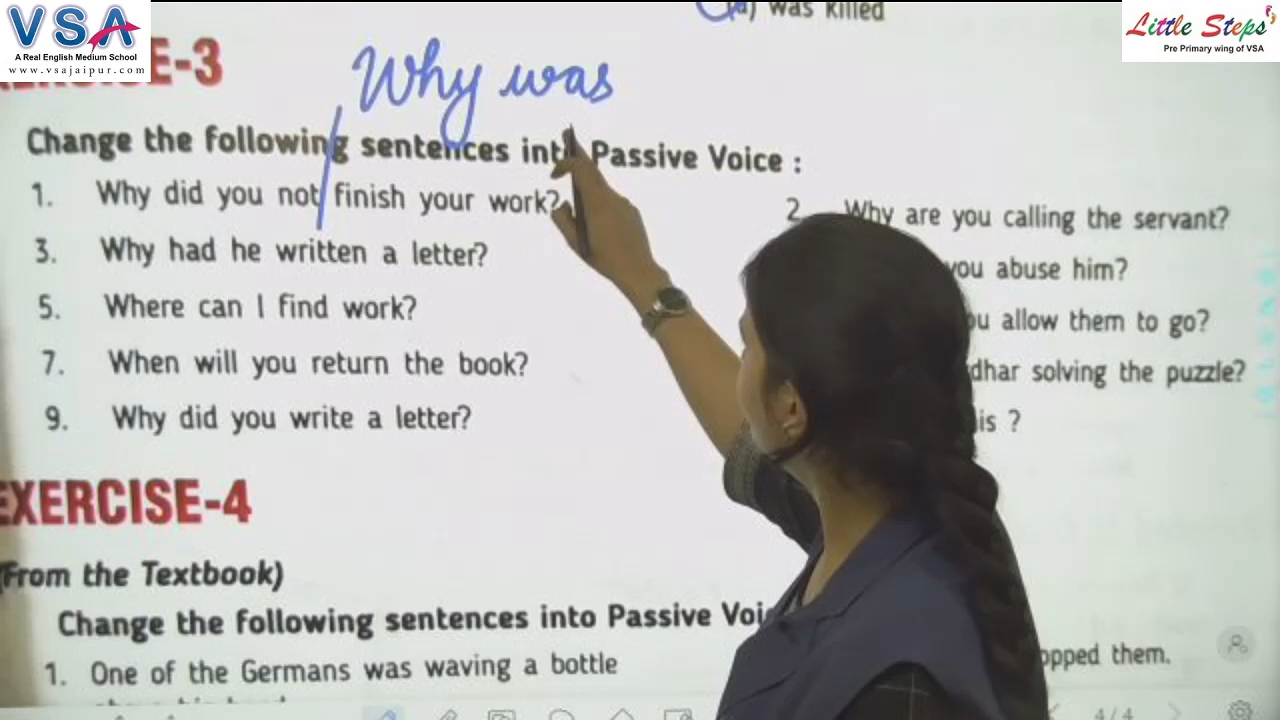 (a) was killed
VSA
A Real English Medium School
www.vsajaipur.com
Little Steps
Pre Primary wing of VSA
-3
Why was
Change the following sentences into Passive Voice :
1. Why did you not finish your work?
2. Why are you calling the servant?
3. Why had he written a letter?
you abuse him?
5. Where can I find work?
allow them to go?
7. When will you return the book?
solving the puzzle?
9. Why did you write a letter?
?
EXERCISE-4
(From the Textbook)
Change the following sentences into Passive
1. One of the Germans was waving a bottle
them.
4/4